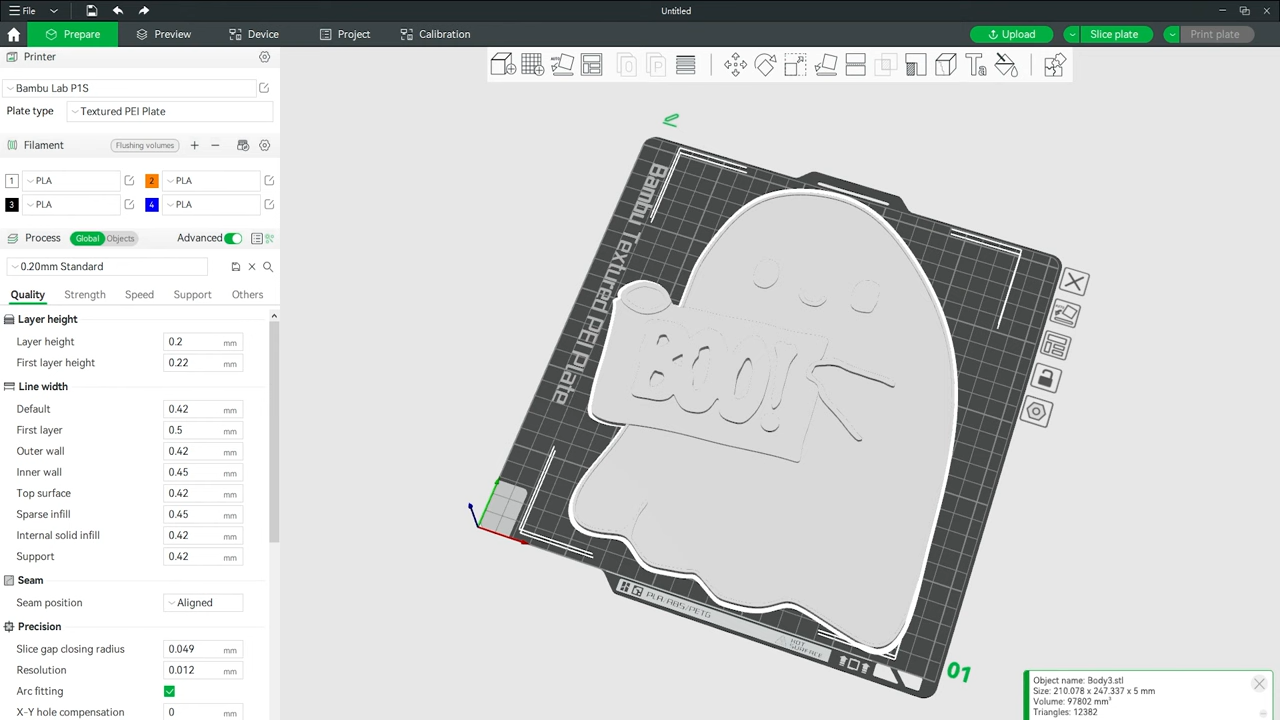 File
Untitled
Prepare
Preview
Device
Project
Calibration
Upload
Slice plate
Print plate
Printer
Bambu Lab P1S
Plate type
Textured PEI Plate
Filament
Flushing volumes
1 PLA
2 PLA
3 PLA
4 PLA
Process
Global
Objects
Advanced
0.20mm Standard
Quality
Strength
Speed
Support
Others
Layer height
Layer height 0.2 mm
First layer height 0.22 mm
Line width
Default 0.42 mm
First layer 0.5 mm
Outer wall 0.42 mm
Inner wall 0.45 mm
Top surface 0.42 mm
Sparse infill 0.45 mm
Internal solid infill 0.42 mm
Support 0.42 mm
Seam
Seam position Aligned
Precision
Slice gap closing radius 0.049 mm
Resolution 0.012 mm
Arc fitting
X-Y hole compensation 0 mm
Bambu Textured PEI Plate
BOO!
PLA/ABS/PETG
HOT
SURFACE
01
Object name: Body3.stl
Size: 210.078 x 247.337 x 5 mm
Volume: 97802 mm³
Triangles: 12382